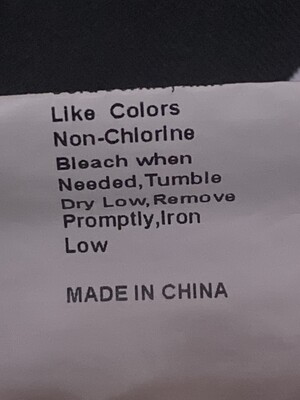 Like Colors
Non-Chlorine
Bleach when
Needed,Tumble
Dry Low,Remove
Promptly,Iron
Low
MADE IN CHINA